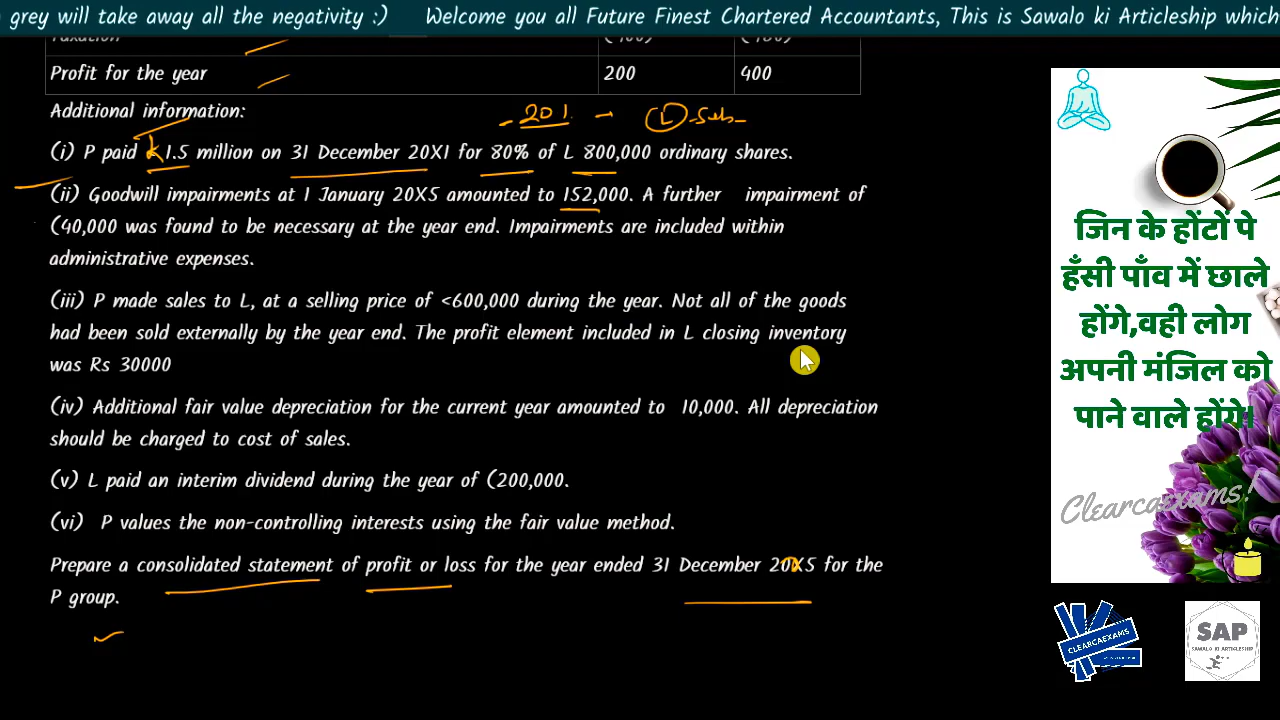 grey will take away all the negativity :) Welcome you all Future Finest Chartered Accountants, This is Sawalo ki Articleship which
Taxation
Profit for the year 200 400
Additional information:
20% → L Sub
(i) P paid 1.5 million on 31 December 20X1 for 80% of L 800,000 ordinary shares.
(ii) Goodwill impairments at 1 January 20X5 amounted to 152,000. A further impairment of
(40,000 was found to be necessary at the year end. Impairments are included within
administrative expenses.
(iii) P made sales to L, at a selling price of <600,000 during the year. Not all of the goods
had been sold externally by the year end. The profit element included in L closing inventory
was Rs 30000
(iv) Additional fair value depreciation for the current year amounted to 10,000. All depreciation
should be charged to cost of sales.
(v) L paid an interim dividend during the year of (200,000.
(vi) P values the non-controlling interests using the fair value method.
Prepare a consolidated statement of profit or loss for the year ended 31 December 20X5 for the
P group.
जिन के होंटों पे
हँसी पाँव में छाले
होंगे,वही लोग
अपनी मंजिल को
पाने वाले होंगे।
Clearcaexams!
CLEARCAEXAMS
SAP
SAWALO KI ARTICLESHIP